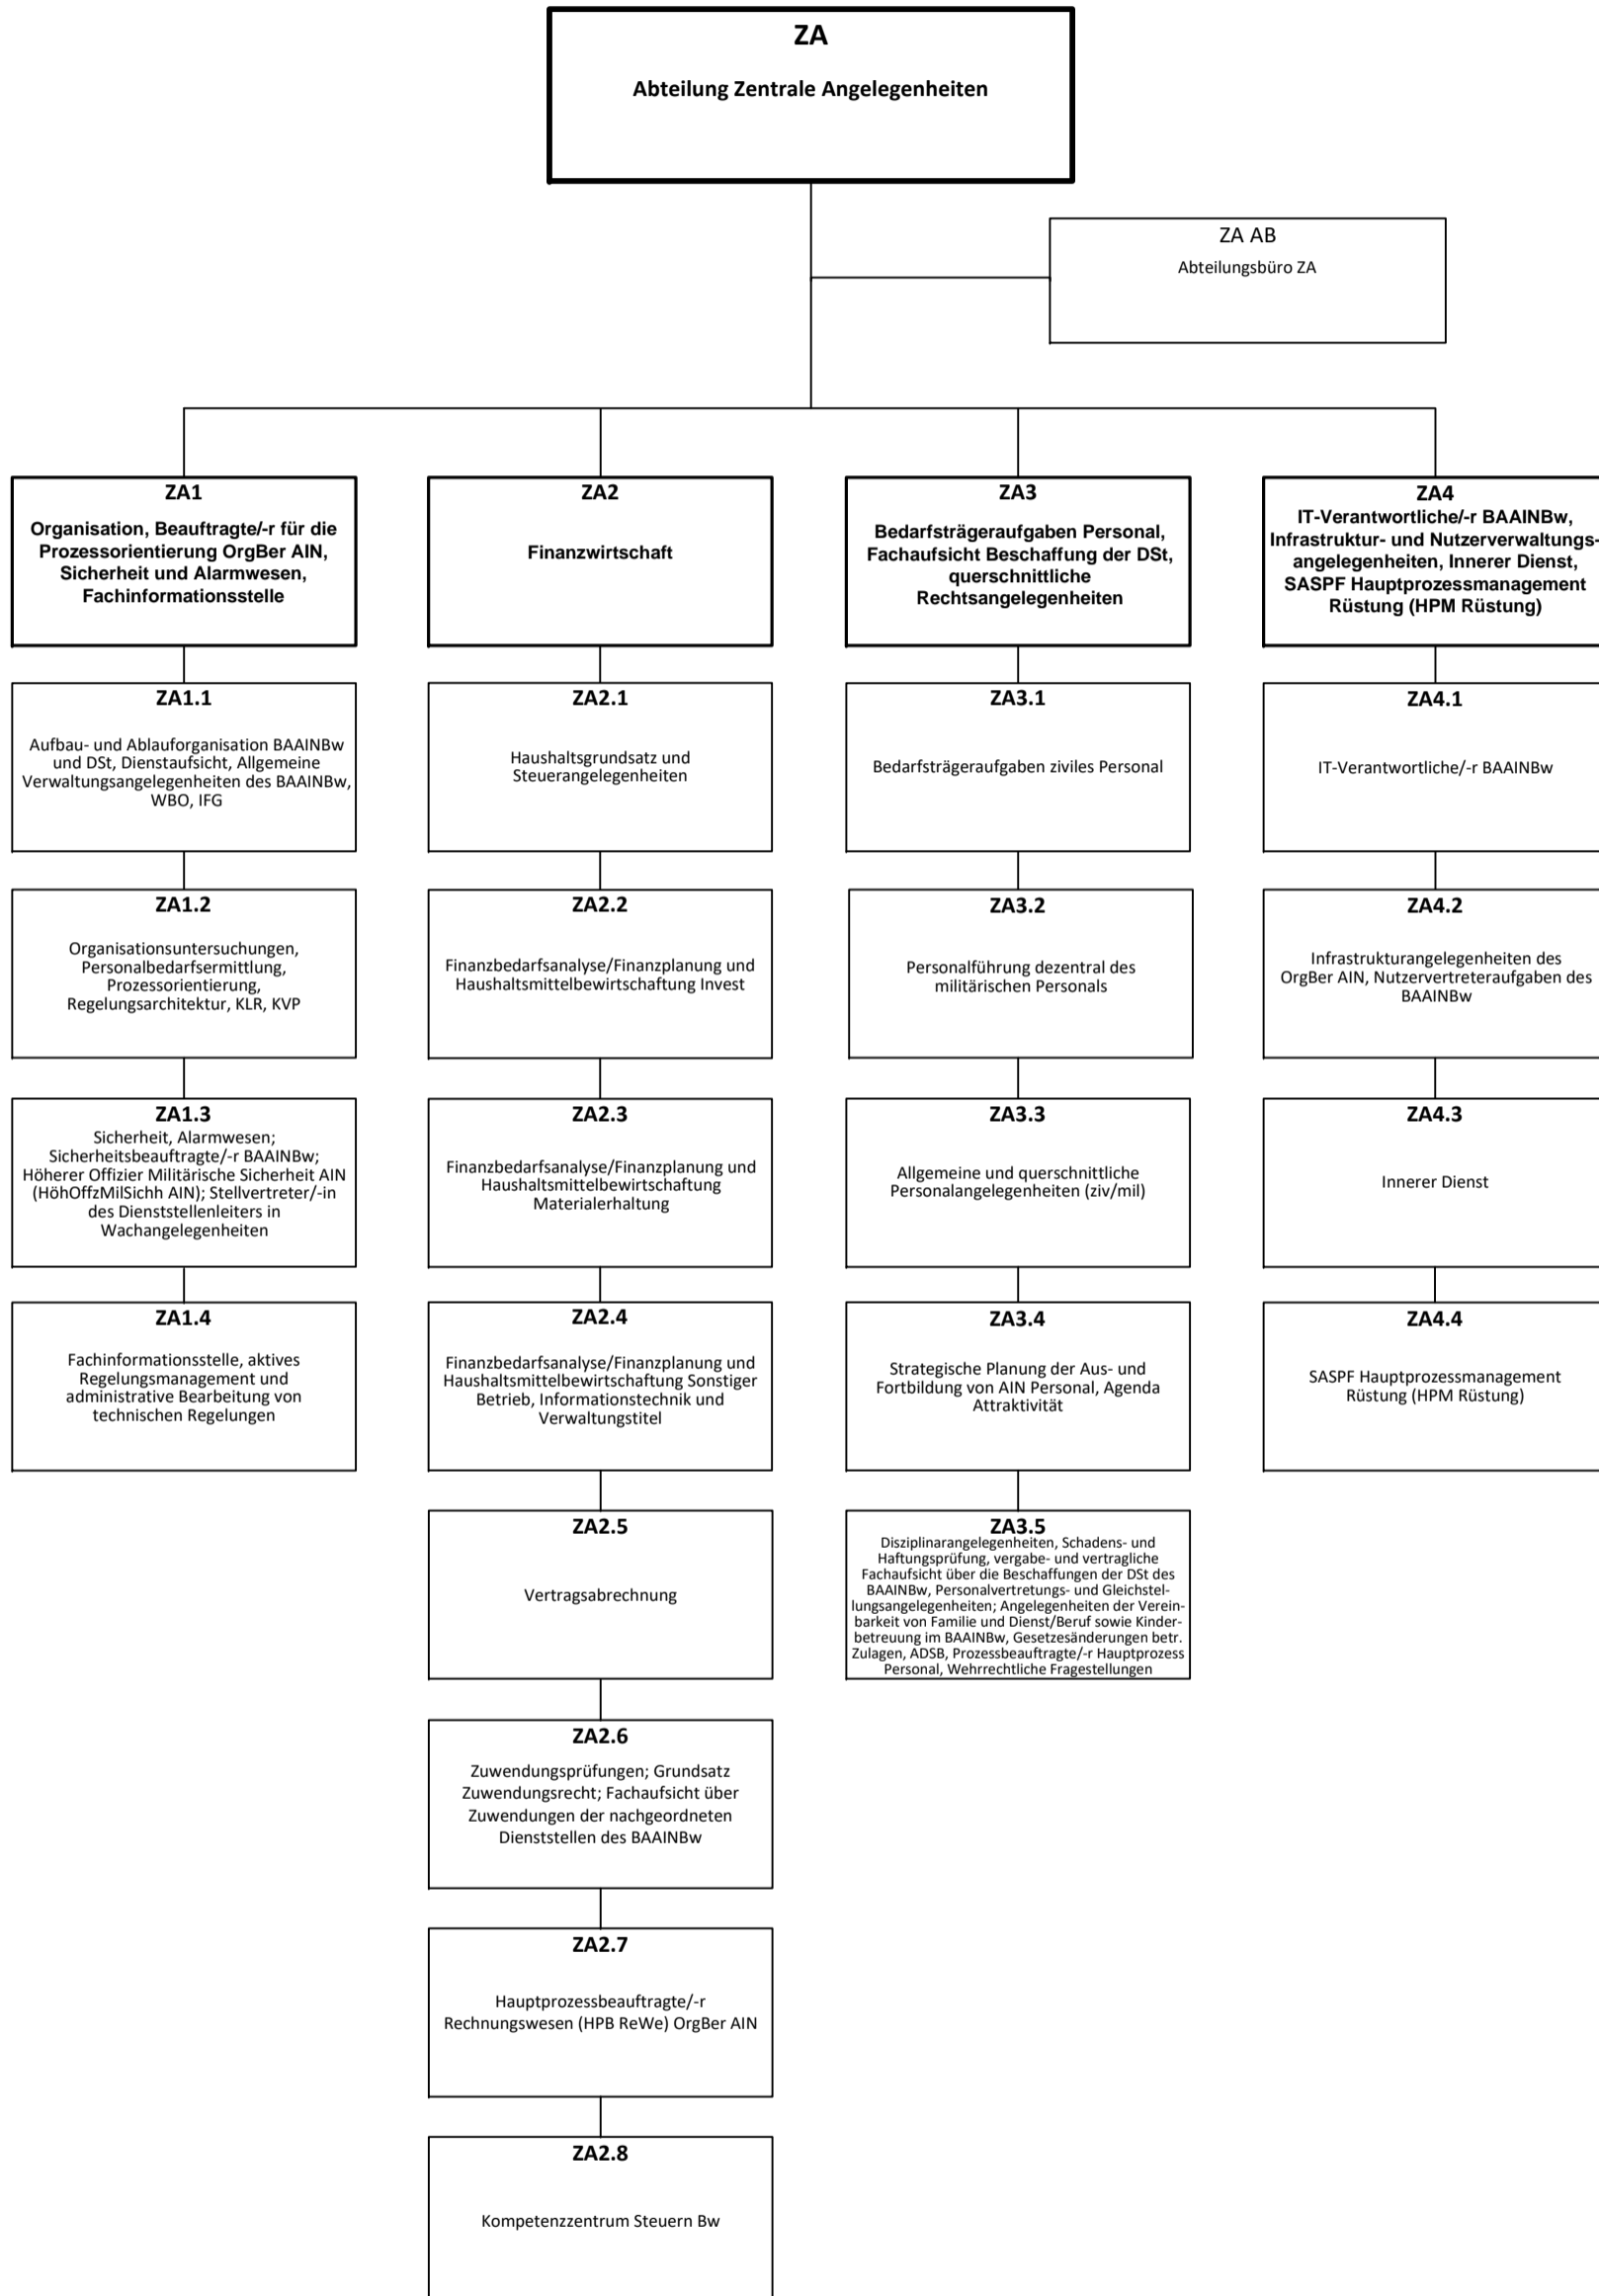 ZA
Abteilung Zentrale Angelegenheiten
ZA AB
Abteilungsbüro ZA
ZA1
Organisation, Beauftragte/-r für die
Prozessorientierung OrgBer AIN,
Sicherheit und Alarmwesen,
Fachinformationsstelle
ZA1.1
Aufbau- und Ablauforganisation BAAINBw
und DSt, Dienstaufsicht, Allgemeine
Verwaltungsangelegenheiten des BAAINBw,
WBO, IFG
ZA1.2
Organisationsuntersuchungen,
Personalbedarfsermittlung,
Prozessorientierung,
Regelungsarchitektur, KLR, KVP
ZA1.3
Sicherheit, Alarmwesen;
Sicherheitsbeauftragte/-r BAAINBw;
Höherer Offizier Militärische Sicherheit AIN
(HöhOffzMilSichh AIN); Stellvertreter/-in
des Dienststellenleiters in
Wachangelegenheiten
ZA1.4
Fachinformationsstelle, aktives
Regelungsmanagement und
administrative Bearbeitung von
technischen Regelungen
ZA2
Finanzwirtschaft
ZA2.1
Haushaltsgrundsatz und
Steuerangelegenheiten
ZA2.2
Finanzbedarfsanalyse/Finanzplanung und
Haushaltsmittelbewirtschaftung Invest
ZA2.3
Finanzbedarfsanalyse/Finanzplanung und
Haushaltsmittelbewirtschaftung
Materialerhaltung
ZA2.4
Finanzbedarfsanalyse/Finanzplanung und
Haushaltsmittelbewirtschaftung Sonstiger
Betrieb, Informationstechnik und
Verwaltungstitel
ZA2.5
Vertragsabrechnung
ZA2.6
Zuwendungsprüfungen; Grundsatz
Zuwendungsrecht; Fachaufsicht über
Zuwendungen der nachgeordneten
Dienststellen des BAAINBw
ZA2.7
Hauptprozessbeauftragte/-r
Rechnungswesen (HPB ReWe) OrgBer AIN
ZA2.8
Kompetenzzentrum Steuern Bw
ZA3
Bedarfsträgeraufgaben Personal,
Fachaufsicht Beschaffung der DSt,
querschnittliche
Rechtsangelegenheiten
ZA3.1
Bedarfsträgeraufgaben ziviles Personal
ZA3.2
Personalführung dezentral des
militärischen Personals
ZA3.3
Allgemeine und querschnittliche
Personalangelegenheiten (ziv/mil)
ZA3.4
Strategische Planung der Aus- und
Fortbildung von AIN Personal, Agenda
Attraktivität
ZA3.5
Disziplinarangelegenheiten, Schadens- und
Haftungsprüfung, vergabe- und vertragliche
Fachaufsicht über die Beschaffungen der DSt des
BAAINBw, Personalvertretungs- und Gleichstel-
lungsangelegenheiten; Angelegenheiten der Verein-
barkeit von Familie und Dienst/Beruf sowie Kinder-
betreuung im BAAINBw, Gesetzesänderungen betr.
Zulagen, ADSB, Prozessbeauftragte/-r Hauptprozess
Personal, Wehrrechtliche Fragestellungen
ZA4
IT-Verantwortliche/-r BAAINBw,
Infrastruktur- und Nutzerverwaltungs-
angelegenheiten, Innerer Dienst,
SASPF Hauptprozessmanagement
Rüstung (HPM Rüstung)
ZA4.1
IT-Verantwortliche/-r BAAINBw
ZA4.2
Infrastrukturangelegenheiten des
OrgBer AIN, Nutzervertreteraufgaben des
BAAINBw
ZA4.3
Innerer Dienst
ZA4.4
SASPF Hauptprozessmanagement
Rüstung (HPM Rüstung)